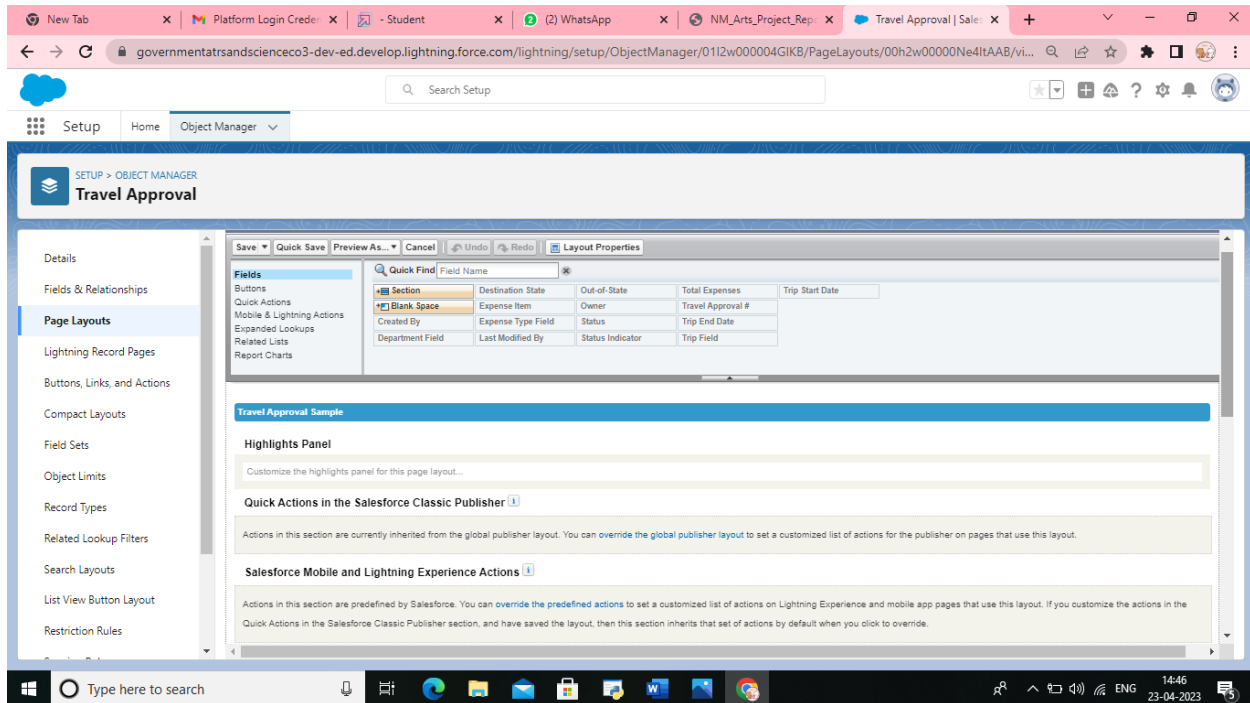 New Tab
Platform Login Creden
- Student
(2) WhatsApp
NM_Arts_Project_Repo
Travel Approval | Sales
governmentatrsandscienceco3-dev-ed.develop.lightning.force.com/lightning/setup/ObjectManager/01I2w000004GIKB/PageLayouts/00h2w00000Ne4ltAAB/vi...
Search Setup
Setup
Home
Object Manager
SETUP > OBJECT MANAGER
Travel Approval
Details
Fields & Relationships
Page Layouts
Lightning Record Pages
Buttons, Links, and Actions
Compact Layouts
Field Sets
Object Limits
Record Types
Related Lookup Filters
Search Layouts
List View Button Layout
Restriction Rules
Save Quick Save Preview As... Cancel Undo Redo Layout Properties
Fields
Buttons
Quick Actions
Mobile & Lightning Actions
Expanded Lookups
Related Lists
Report Charts
Quick Find Field Name
Section Destination State Out-of-State Total Expenses Trip Start Date
Blank Space Expense Item Owner Travel Approval #
Created By Expense Type Field Status Trip End Date
Department Field Last Modified By Status Indicator Trip Field
Travel Approval Sample
Highlights Panel
Customize the highlights panel for this page layout...
Quick Actions in the Salesforce Classic Publisher i
Actions in this section are currently inherited from the global publisher layout. You can override the global publisher layout to set a customized list of actions for the publisher on pages that use this layout.
Salesforce Mobile and Lightning Experience Actions i
Actions in this section are predefined by Salesforce. You can override the predefined actions to set a customized list of actions on Lightning Experience and mobile app pages that use this layout. If you customize the actions in the
Quick Actions in the Salesforce Classic Publisher section, and have saved the layout, then this section inherits that set of actions by default when you click to override.
Type here to search
ENG
14:46
23-04-2023
5